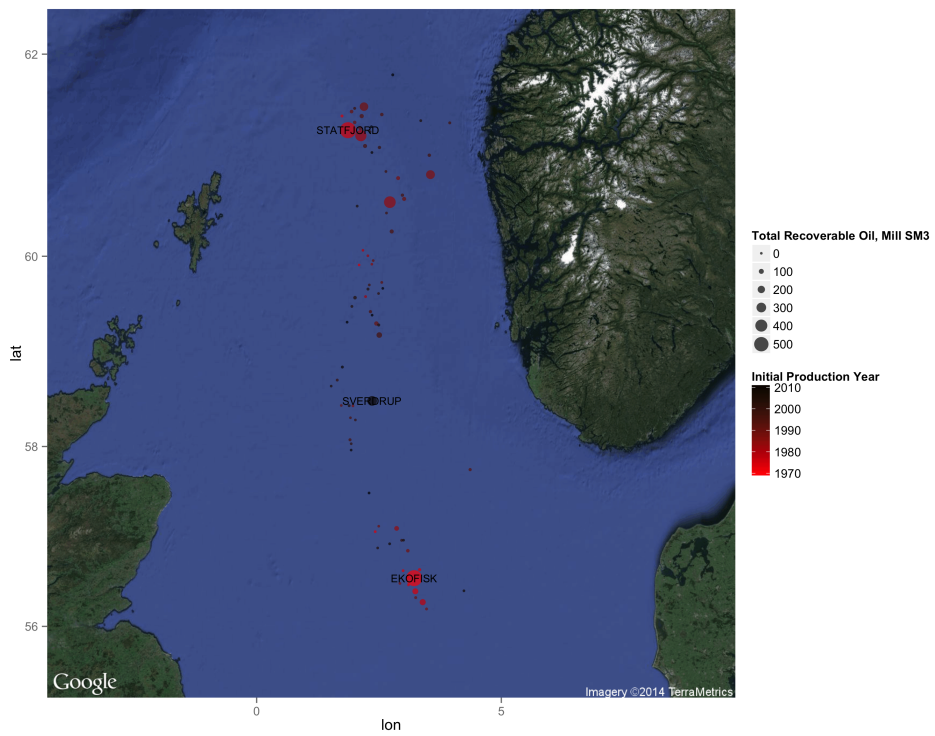 62
60
58
56
lat
STATFJORD
SVERDRUP
EKOFISK
Google
Imagery ©2014 TerraMetrics
0
5
lon
Total Recoverable Oil, Mill SM3
0
100
200
300
400
500
Initial Production Year
2010
2000
1990
1980
1970